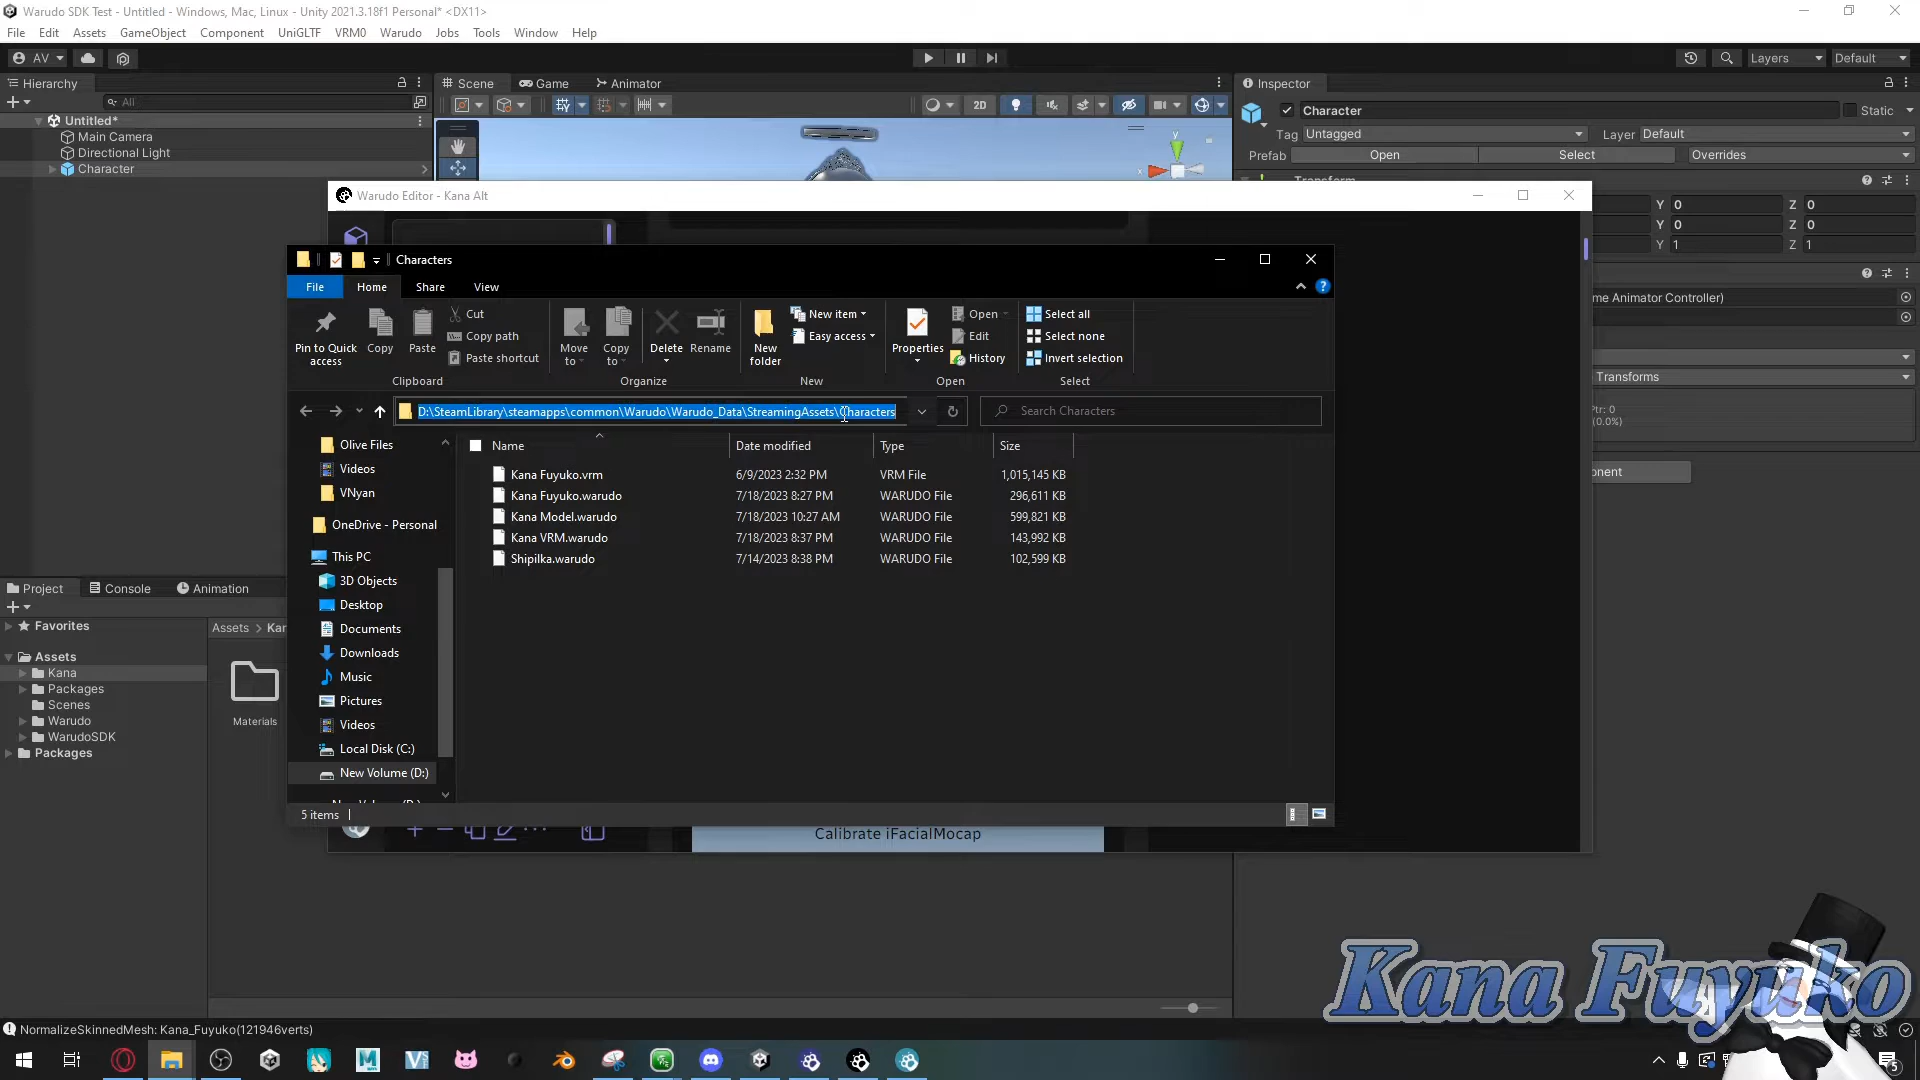 Warudo SDK Test - Untitled - Windows, Mac, Linux - Unity 2021.3.18f1 Personal* <DX11>
File Edit Assets GameObject Component UniGLTF VRM0 Warudo Jobs Tools Window Help
AV Layers Default
Hierarchy Scene Game Animator Inspector
All 2D Character Static
Untitled*
Main Camera Tag Untagged Layer Default
Directional Light Prefab Open Select Overrides
Character
y
x
Transform
Warudo Editor - Kana Alt
Y 0 Z 0
Y 0 Z 0
Y 1 Z 1
Characters
File Home Share View
me Animator Controller)
Pin to Quick access
Copy
Paste
Cut
Copy path
Paste shortcut
Move to
Copy to
Delete
Rename
New folder
New item
Easy access
Properties
Open
Edit
History
Select all
Select none
Invert selection
Clipboard Organize New Open Select
Transforms
Ptr: 0
(0.0%)
onent
D:\SteamLibrary\steamapps\common\Warudo\Warudo_Data\StreamingAssets\Characters
Search Characters
Name Date modified Type Size
Kana Fuyuko.vrm 6/9/2023 2:32 PM VRM File 1,015,145 KB
Kana Fuyuko.warudo 7/18/2023 8:27 PM WARUDO File 296,611 KB
Kana Model.warudo 7/18/2023 10:27 AM WARUDO File 599,821 KB
Kana VRM.warudo 7/18/2023 8:37 PM WARUDO File 143,992 KB
Shipilka.warudo 7/14/2023 8:38 PM WARUDO File 102,599 KB
Olive Files
Videos
VNyan
OneDrive - Personal
This PC
3D Objects
Desktop
Documents
Downloads
Music
Pictures
Videos
Local Disk (C:)
New Volume (D:)
5 items
Calibrate iFacialMocap
Project Console Animation
Favorites
Assets
Kana
Packages
Scenes
Warudo
WarudoSDK
Packages
Assets > Kan
Materials
Kana Fuyuko
NormalizeSkinnedMesh: Kana_Fuyuko(121946verts)
5